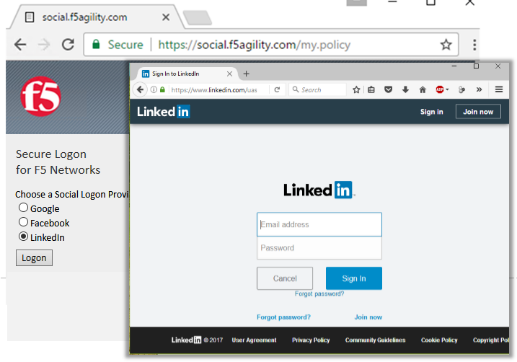 social.f5agility.com
Secure | https://social.f5agility.com/my.policy
f5
Secure Logon
for F5 Networks
Choose a Social Logon Provi
Google
Facebook
LinkedIn
Logon
Sign In to LinkedIn
https://www.linkedin.com/uas
Search
Linked in
Sign in
Join now
Linked in
Email address
Password
Cancel
Sign In
Forgot password?
Forgot password?
Join now
Linked in © 2017 User Agreement Privacy Policy Community Guidelines Cookie Policy Copyright Pol